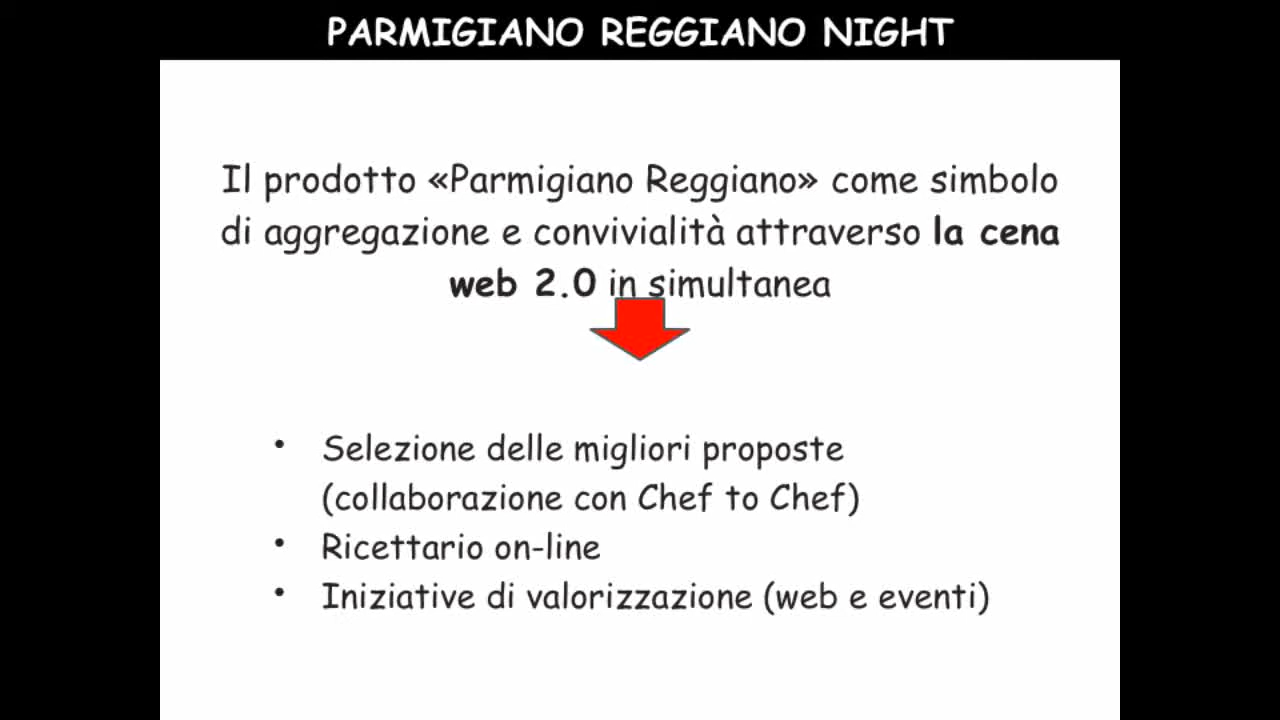 PARMIGIANO REGGIANO NIGHT
Il prodotto «Parmigiano Reggiano» come simbolo
di aggregazione e convivialità attraverso la cena
web 2.0 in simultanea
• Selezione delle migliori proposte
(collaborazione con Chef to Chef)
• Ricettario on-line
• Iniziative di valorizzazione (web e eventi)